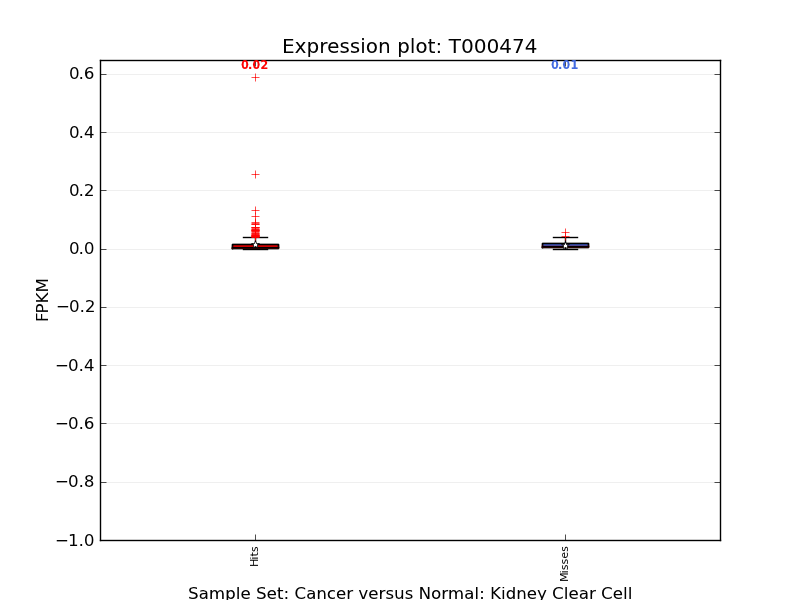 Expression plot: T000474
0.02
0.01
0.6
0.4
0.2
0.0
−0.2
−0.4
−0.6
−0.8
−1.0
FPKM
Hits
Misses
Sample Set: Cancer versus Normal: Kidney Clear Cell